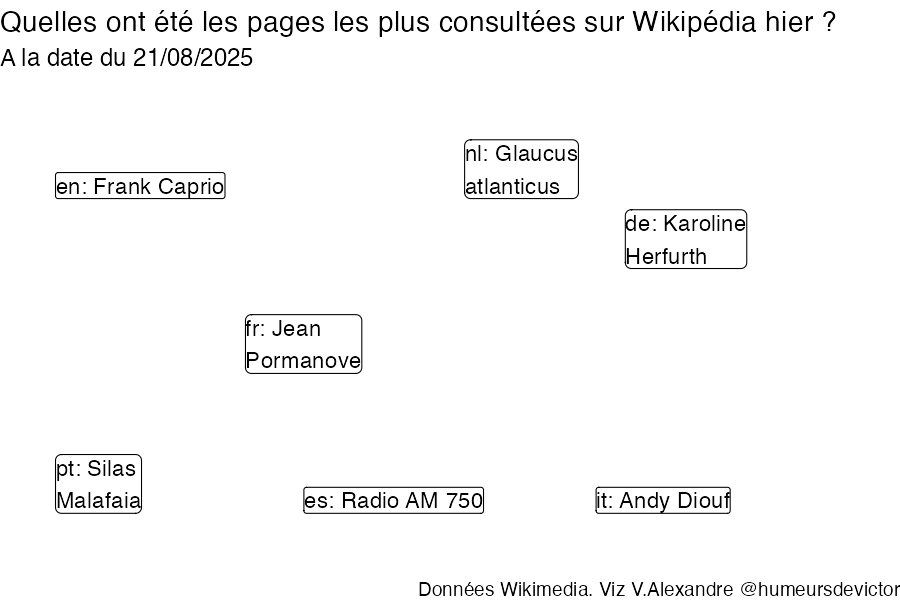 Quelles ont été les pages les plus consultées sur Wikipédia hier ?
A la date du 21/08/2025
nl: Glaucus
atlanticus
en: Frank Caprio
de: Karoline
Herfurth
fr: Jean
Pormanove
pt: Silas
Malafaia
es: Radio AM 750
it: Andy Diouf
Données Wikimedia. Viz V.Alexandre @humeursdevictor